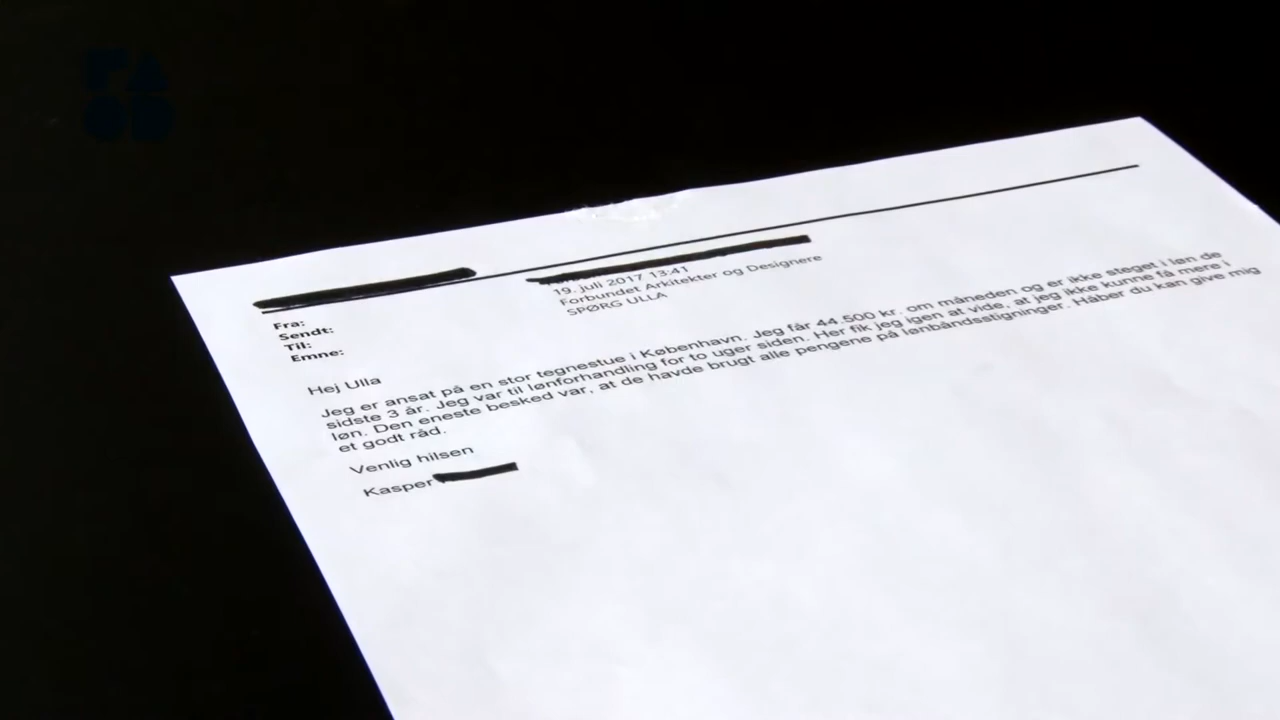 Fra:
Sendt: 19. juli 2017 13:41
Til: Forbundet Arkitekter og Designere
Emne: SPØRG ULLA
Hej Ulla
Jeg er ansat på en stor tegnestue i København. Jeg får 44.500 kr. om måneden og er ikke steget i løn de
sidste 3 år. Jeg var til lønforhandling for to uger siden. Her fik jeg igen at vide, at jeg ikke kunne få mere i
løn. Den eneste besked var, at de havde brugt alle pengene på lønbåndsstigninger. Håber du kan give mig
et godt råd.
Venlig hilsen
Kasper